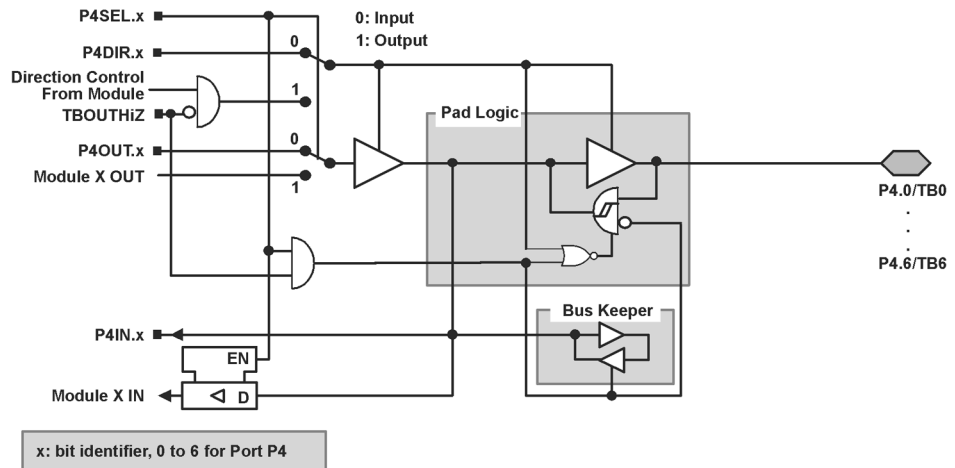 P4SEL.x
0: Input
1: Output
P4DIR.x
0
Direction Control
From Module
1
TBOUTHiZ
Pad Logic
P4OUT.x
0
Module X OUT
1
P4.0/TB0
.
.
.
P4.6/TB6
Bus Keeper
P4IN.x
EN
Module X IN
D
x: bit identifier, 0 to 6 for Port P4